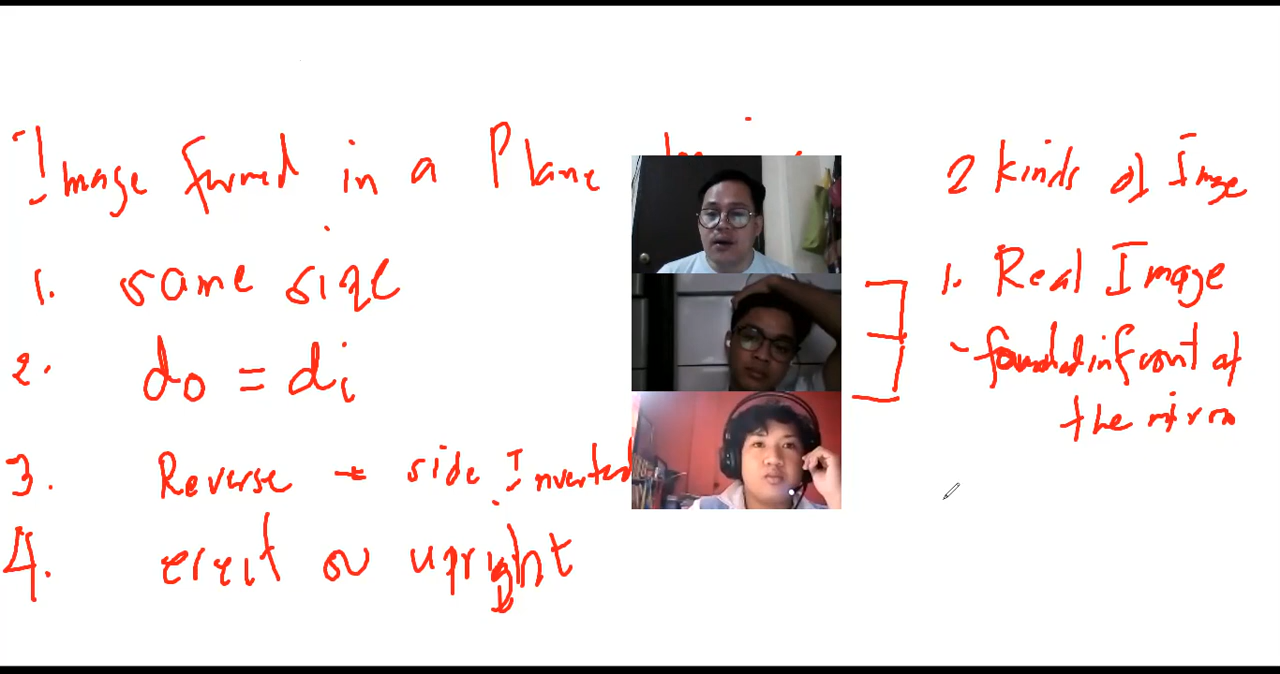 Image formed in a Plane
1. same size
2. do = di
3. Reverse → side Inverted
4. erect or upright
2 kinds of Image
1. Real Image
- found in front of
the mirror